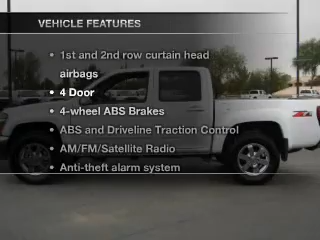 VEHICLE FEATURES
• 1st and 2nd row curtain head
airbags
• 4 Door
• 4-wheel ABS Brakes
• ABS and Driveline Traction Control
• AM/FM/Satellite Radio
• Anti-theft alarm system